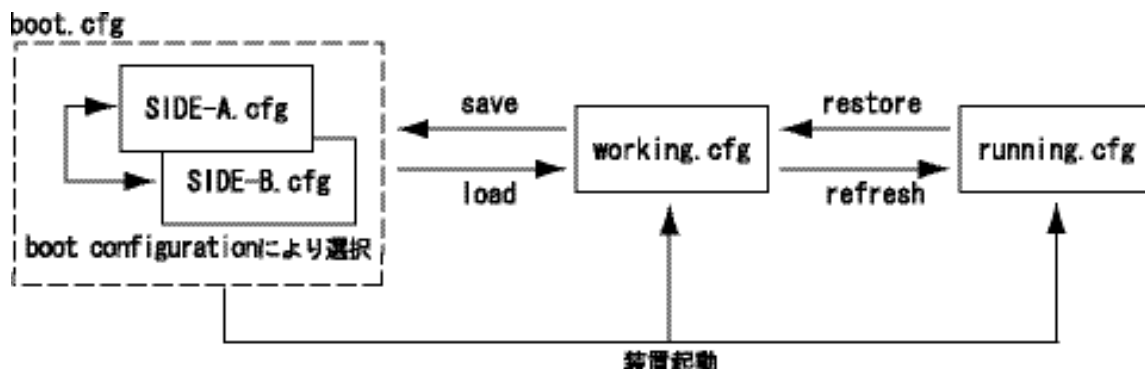 boot.cfg
SIDE-A.cfg
SIDE-B.cfg
boot configurationにより選択
save
load
working.cfg
restore
refresh
running.cfg
装置起動